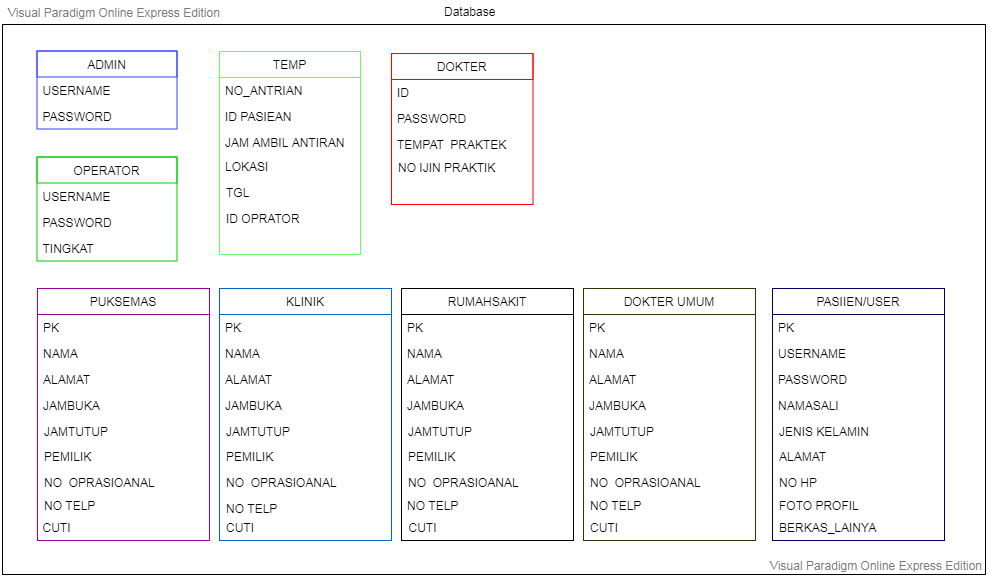 Visual Paradigm Online Express Edition
Database
ADMIN
USERNAME
PASSWORD
TEMP
NO_ANTRIAN
ID PASIEAN
JAM AMBIL ANTIRAN
LOKASI
TGL
ID OPRATOR
DOKTER
ID
PASSWORD
TEMPAT PRAKTEK
NO IJIN PRAKTIK
OPERATOR
USERNAME
PASSWORD
TINGKAT
PUKSEMAS
PK
NAMA
ALAMAT
JAMBUKA
JAMTUTUP
PEMILIK
NO OPRASIOANAL
NO TELP
CUTI
KLINIK
PK
NAMA
ALAMAT
JAMBUKA
JAMTUTUP
PEMILIK
NO OPRASIOANAL
NO TELP
CUTI
RUMAHSAKIT
PK
NAMA
ALAMAT
JAMBUKA
JAMTUTUP
PEMILIK
NO OPRASIOANAL
NO TELP
CUTI
DOKTER UMUM
PK
NAMA
ALAMAT
JAMBUKA
JAMTUTUP
PEMILIK
NO OPRASIOANAL
NO TELP
CUTI
PASIIEN/USER
PK
USERNAME
PASSWORD
NAMASALI
JENIS KELAMIN
ALAMAT
NO HP
FOTO PROFIL
BERKAS_LAINYA
Visual Paradigm Online Express Edition